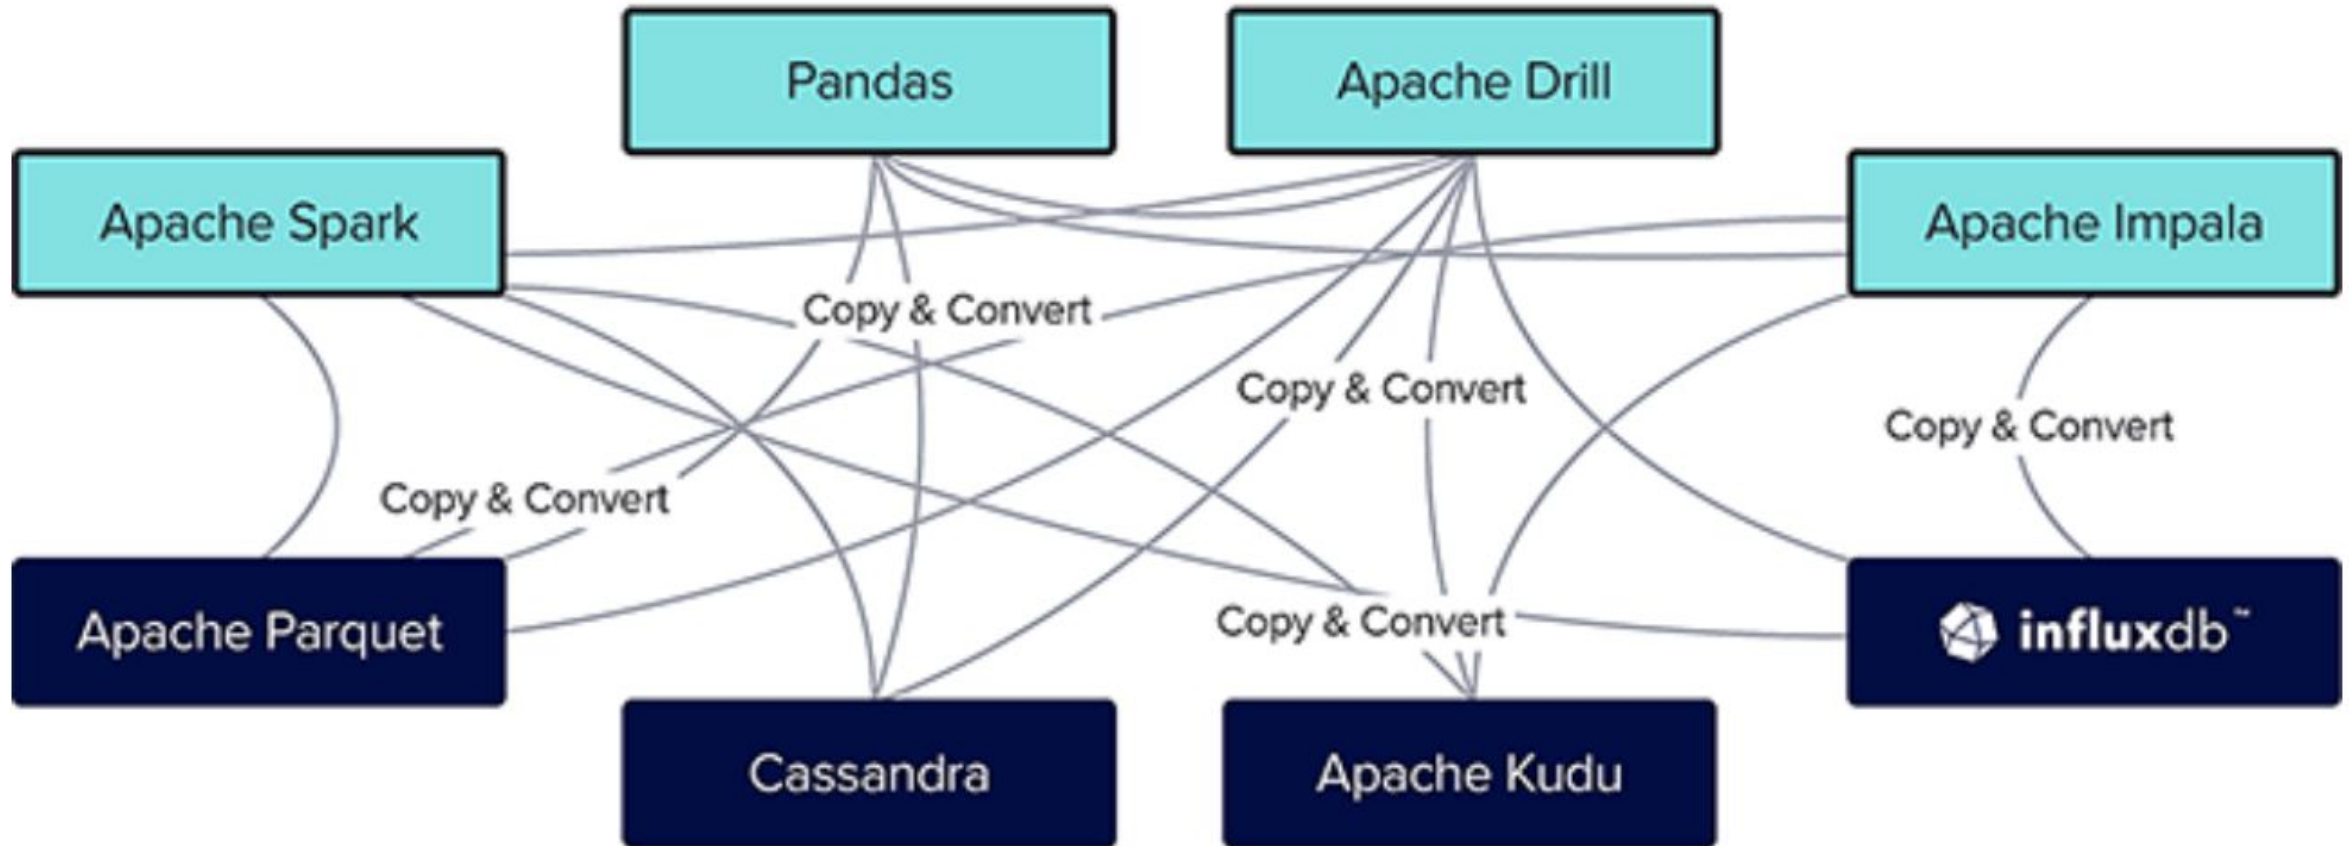 Pandas
Apache Drill
Apache Spark
Apache Impala
Copy & Convert
Copy & Convert
Copy & Convert
Copy & Convert
Copy & Convert
Apache Parquet
influxdb™
Cassandra
Apache Kudu